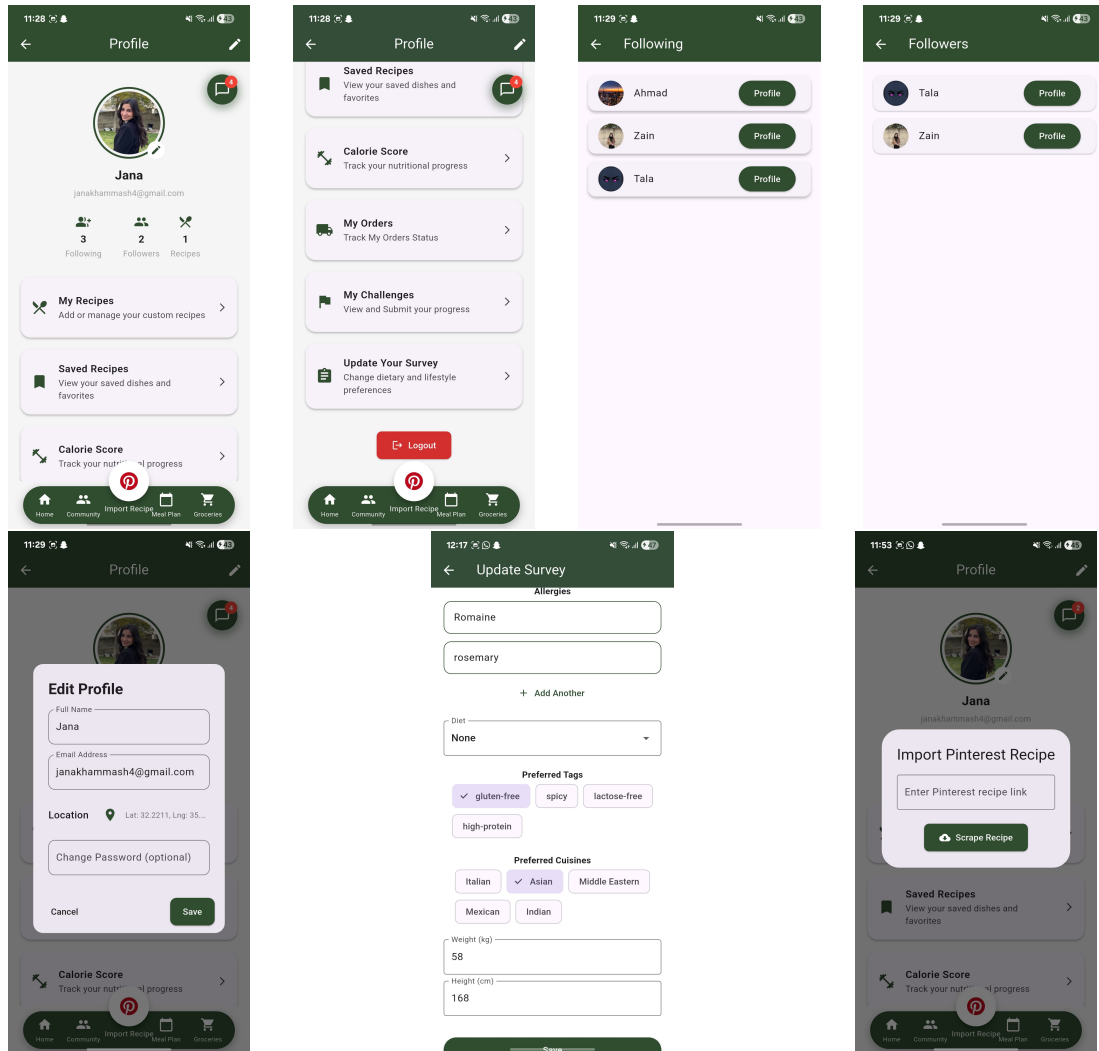 11:28
43
Profile
4
Jana
janakhammash4@gmail.com
3
2
1
Following
Followers
Recipes
My Recipes
Add or manage your custom recipes
Saved Recipes
View your saved dishes and
favorites
Calorie Score
Track your nutritional progress
Home
Community
Import Recipe
Meal Plan
Groceries
11:28
43
Profile
4
Saved Recipes
View your saved dishes and
favorites
Calorie Score
Track your nutritional progress
My Orders
Track My Orders Status
My Challenges
View and Submit your progress
Update Your Survey
Change dietary and lifestyle
preferences
Logout
Home
Community
Import Recipe
Meal Plan
Groceries
11:29
43
Following
Ahmad
Profile
Zain
Profile
Tala
Profile
11:29
43
Followers
Tala
Profile
Zain
Profile
11:29
43
Profile
4
Edit Profile
Full Name
Jana
Email Address
janakhammash4@gmail.com
Location
Lat: 32.2211, Lng: 35....
Change Password (optional)
Cancel
Save
Calorie Score
Track your nutritional progress
Home
Community
Import Recipe
Meal Plan
Groceries
12:17
47
Update Survey
Allergies
Romaine
rosemary
+ Add Another
Diet
None
Preferred Tags
gluten-free
spicy
lactose-free
high-protein
Preferred Cuisines
Italian
Asian
Middle Eastern
Mexican
Indian
Weight (kg)
58
Height (cm)
168
Save
11:53
45
Profile
2
Jana
janakhammash4@gmail.com
Import Pinterest Recipe
Enter Pinterest recipe link
Scrape Recipe
Saved Recipes
View your saved dishes and
favorites
Calorie Score
Track your nutritional progress
Home
Community
Import Recipe
Meal Plan
Groceries